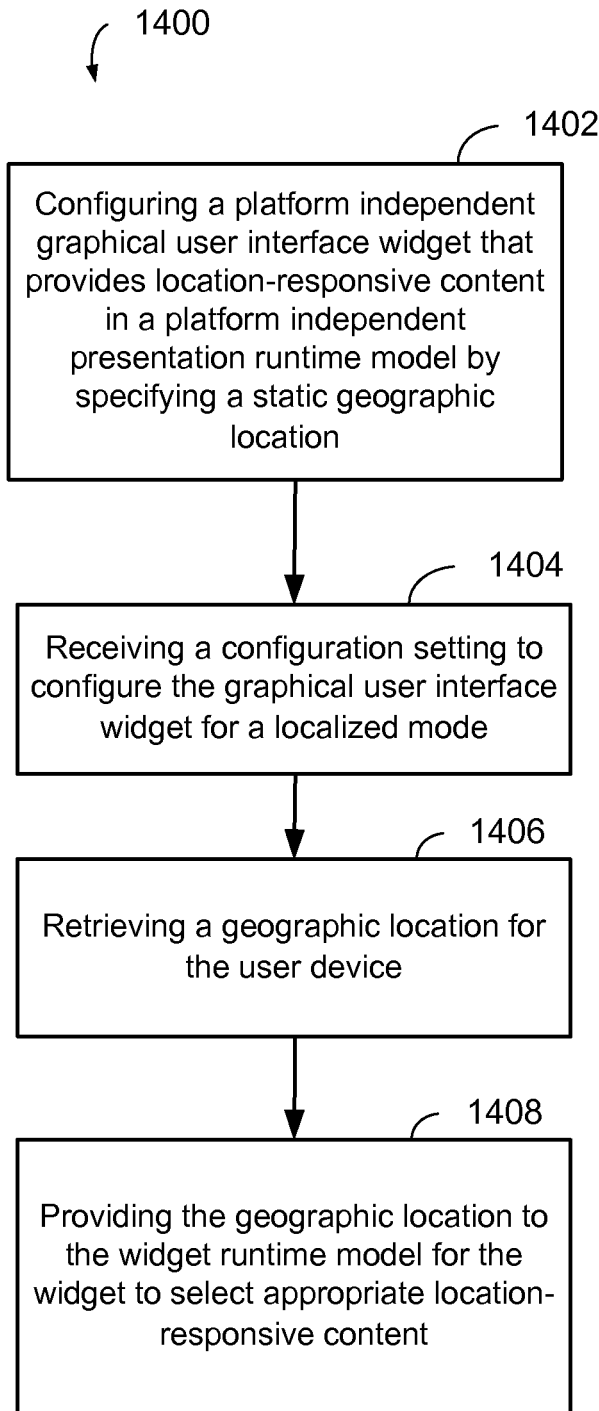 1400
1402
Configuring a platform independent
graphical user interface widget that
provides location-responsive content
in a platform independent
presentation runtime model by
specifying a static geographic
location
1404
Receiving a configuration setting to
configure the graphical user interface
widget for a localized mode
1406
Retrieving a geographic location for
the user device
1408
Providing the geographic location to
the widget runtime model for the
widget to select appropriate location-
responsive content